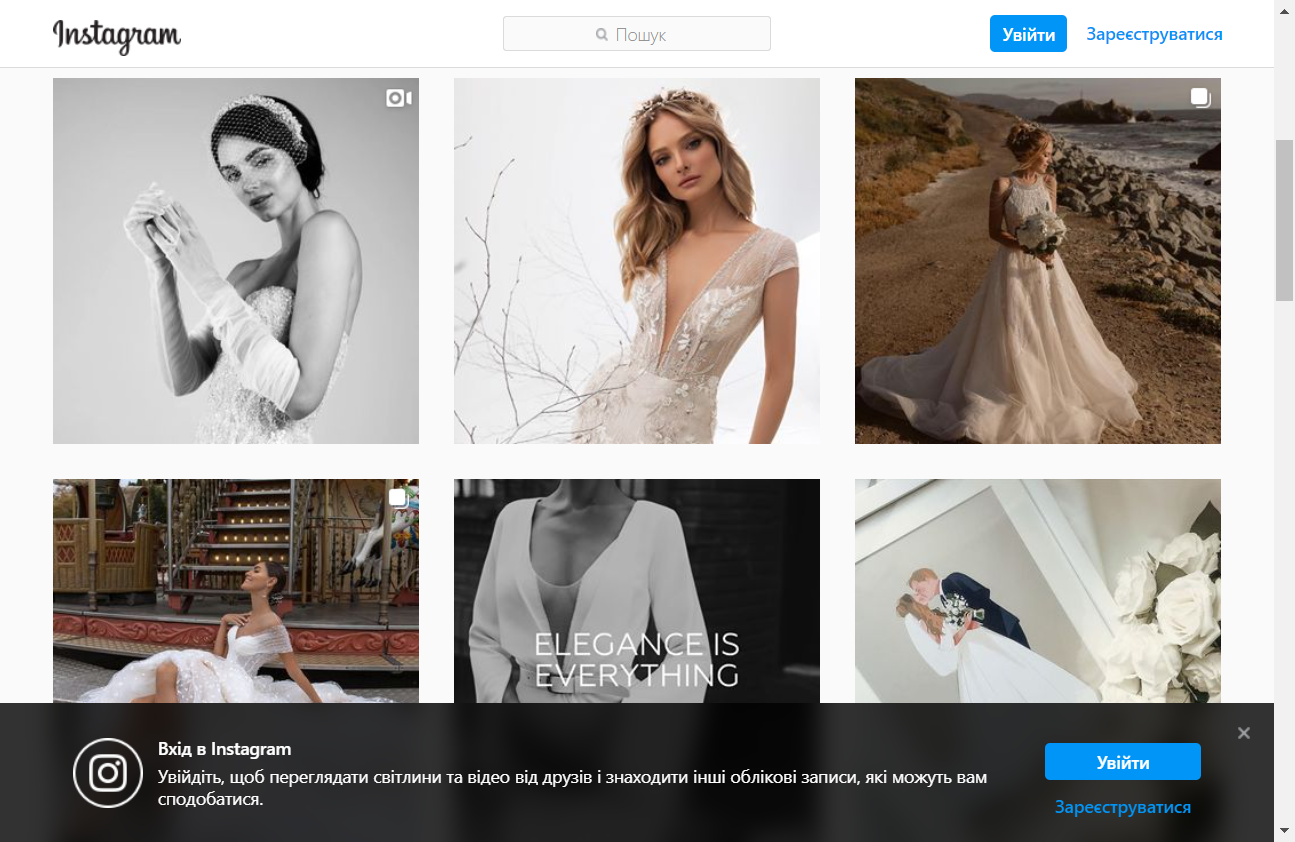 Instagram
Пошук
Увійти
Зареєструватися
ELEGANCE IS
EVERYTHING
Вхід в Instagram
Увійдіть, щоб переглядати світлини та відео від друзів і знаходити інші облікові записи, які можуть вам
сподобатися.
Увійти
Зареєструватися